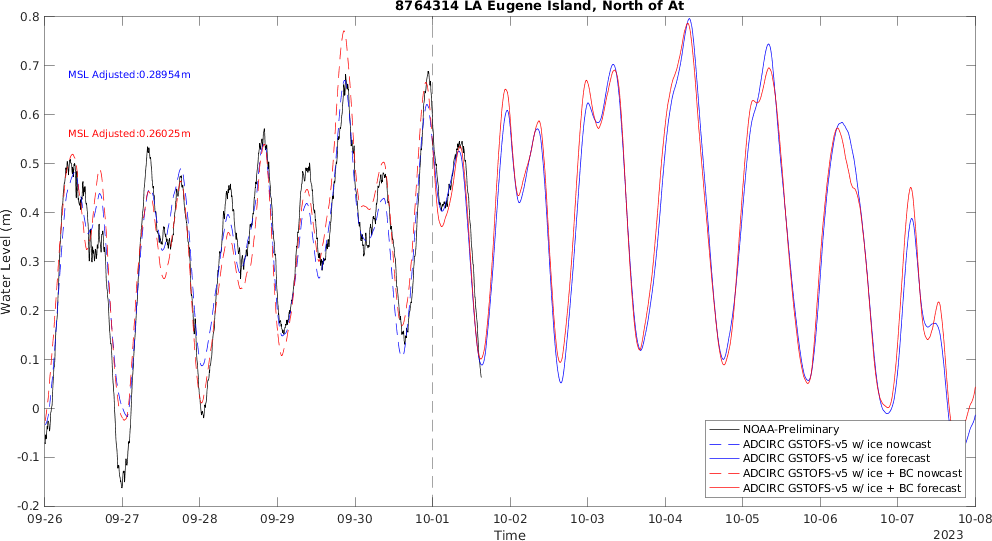 8764314 LA Eugene Island, North of At
0.8
0.7
0.6
0.5
0.4
0.3
0.2
0.1
0
-0.1
-0.2
Water Level (m)
MSL Adjusted:0.28954m
MSL Adjusted:0.26025m
NOAA-Preliminary
ADCIRC GSTOFS-v5 w/ ice nowcast
ADCIRC GSTOFS-v5 w/ ice forecast
ADCIRC GSTOFS-v5 w/ ice + BC nowcast
ADCIRC GSTOFS-v5 w/ ice + BC forecast
09-26 09-27 09-28 09-29 09-30 10-01 10-02 10-03 10-04 10-05 10-06 10-07 10-08
Time
2023